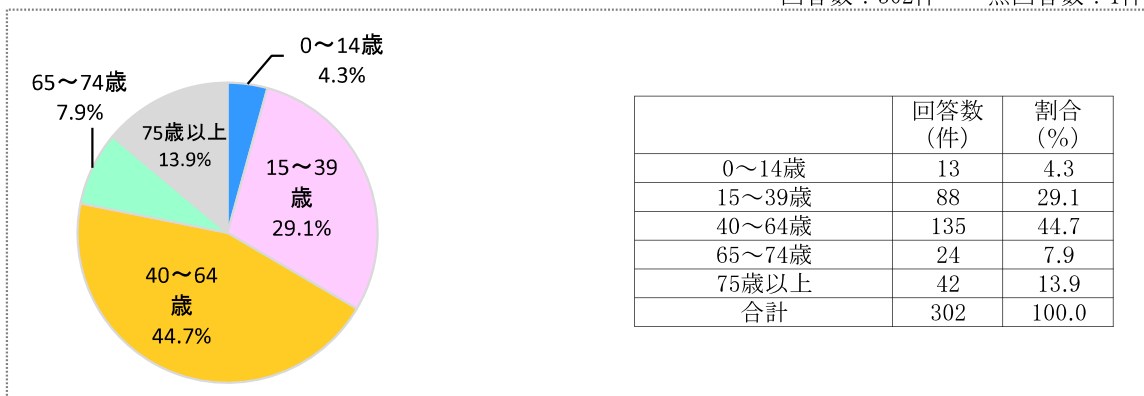 0～14歳
4.3%
65～74歳
7.9%
75歳以上
13.9%
15～39
歳
29.1%
40～64
歳
44.7%
回答数 割合
(件) (%)
0～14歳 13 4.3
15～39歳 88 29.1
40～64歳 135 44.7
65～74歳 24 7.9
75歳以上 42 13.9
合計 302 100.0